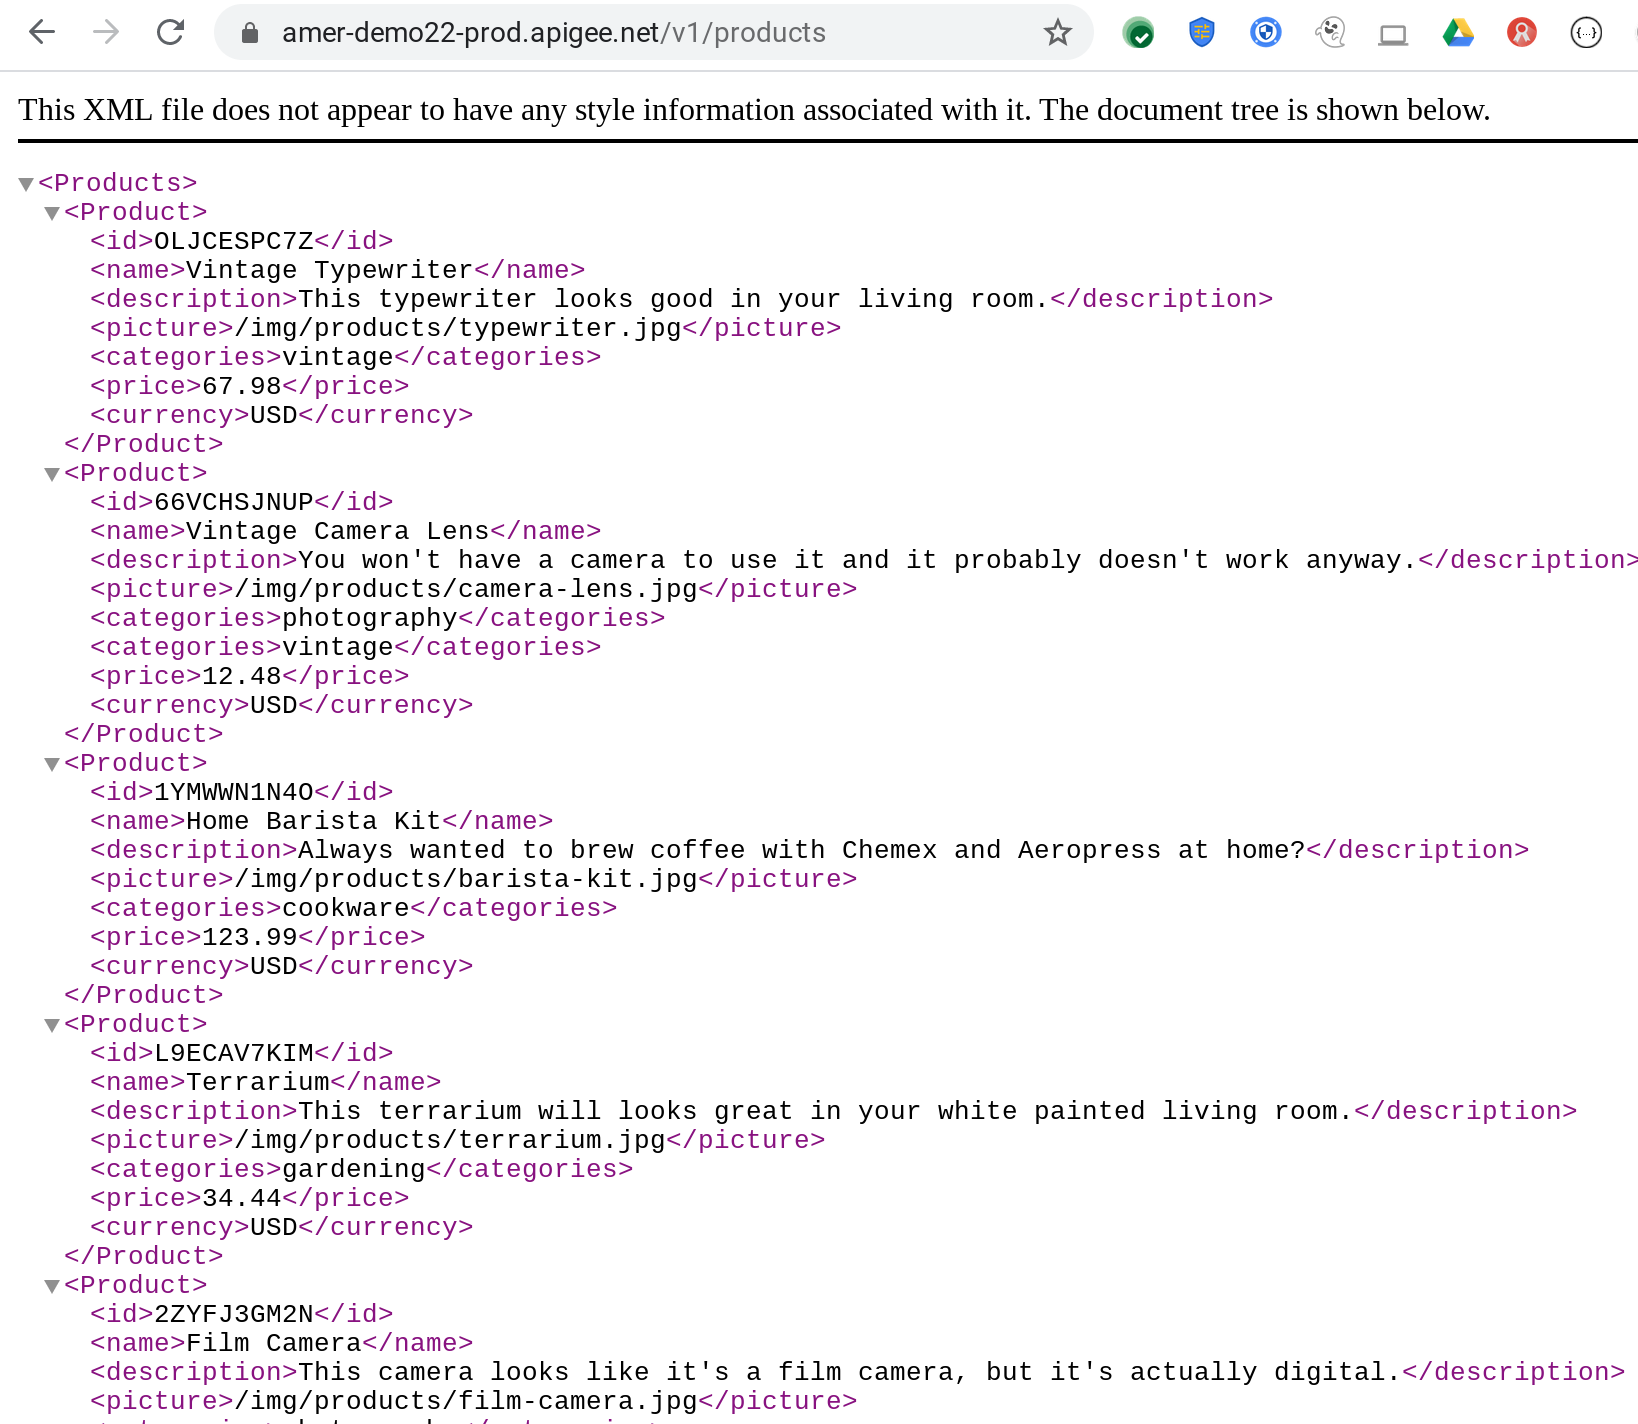 amer-demo22-prod.apigee.net/v1/products
{...}
This XML file does not appear to have any style information associated with it. The document tree is shown below.
<Products>
<Product>
<id>OLJCESPC7Z</id>
<name>Vintage Typewriter</name>
<description>This typewriter looks good in your living room.</description>
<picture>/img/products/typewriter.jpg</picture>
<categories>vintage</categories>
<price>67.98</price>
<currency>USD</currency>
</Product>
<Product>
<id>66VCHSJNUP</id>
<name>Vintage Camera Lens</name>
<description>You won't have a camera to use it and it probably doesn't work anyway.</description>
<picture>/img/products/camera-lens.jpg</picture>
<categories>photography</categories>
<categories>vintage</categories>
<price>12.48</price>
<currency>USD</currency>
</Product>
<Product>
<id>1YMWWN1N4O</id>
<name>Home Barista Kit</name>
<description>Always wanted to brew coffee with Chemex and Aeropress at home?</description>
<picture>/img/products/barista-kit.jpg</picture>
<categories>cookware</categories>
<price>123.99</price>
<currency>USD</currency>
</Product>
<Product>
<id>L9ECAV7KIM</id>
<name>Terrarium</name>
<description>This terrarium will looks great in your white painted living room.</description>
<picture>/img/products/terrarium.jpg</picture>
<categories>gardening</categories>
<price>34.44</price>
<currency>USD</currency>
</Product>
<Product>
<id>2ZYFJ3GM2N</id>
<name>Film Camera</name>
<description>This camera looks like it's a film camera, but it's actually digital.</description>
<picture>/img/products/film-camera.jpg</picture>